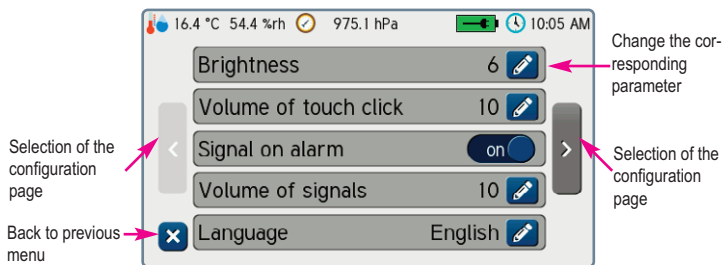 16.4 °C 54.4 %rh 975.1 hPa 10:05 AM
Change the cor-
responding
parameter
Brightness 6
Volume of touch click 10
Signal on alarm on
Volume of signals 10
Language English
Selection of the
configuration
page
Selection of the
configuration
page
Back to previous
menu